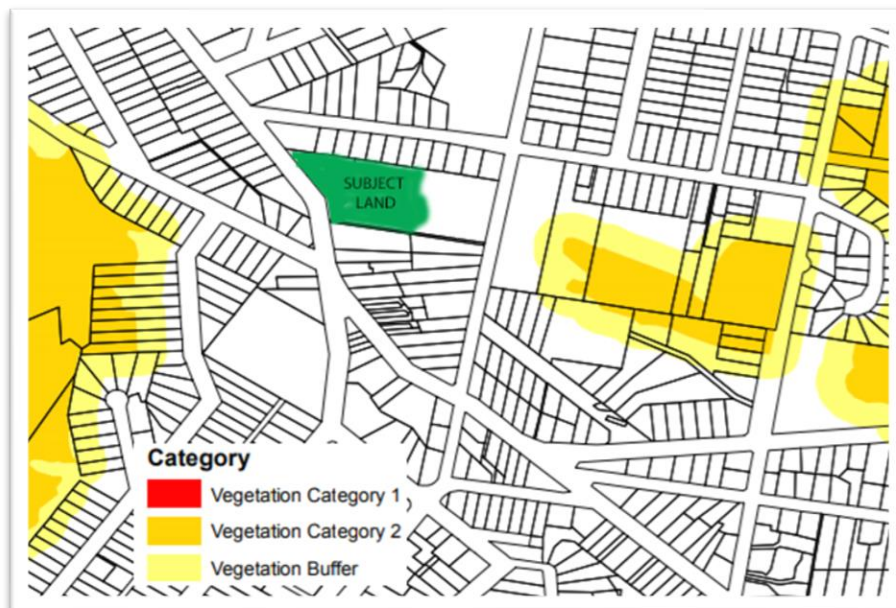 SUBJECT
LAND
Category
Vegetation Category 1
Vegetation Category 2
Vegetation Buffer